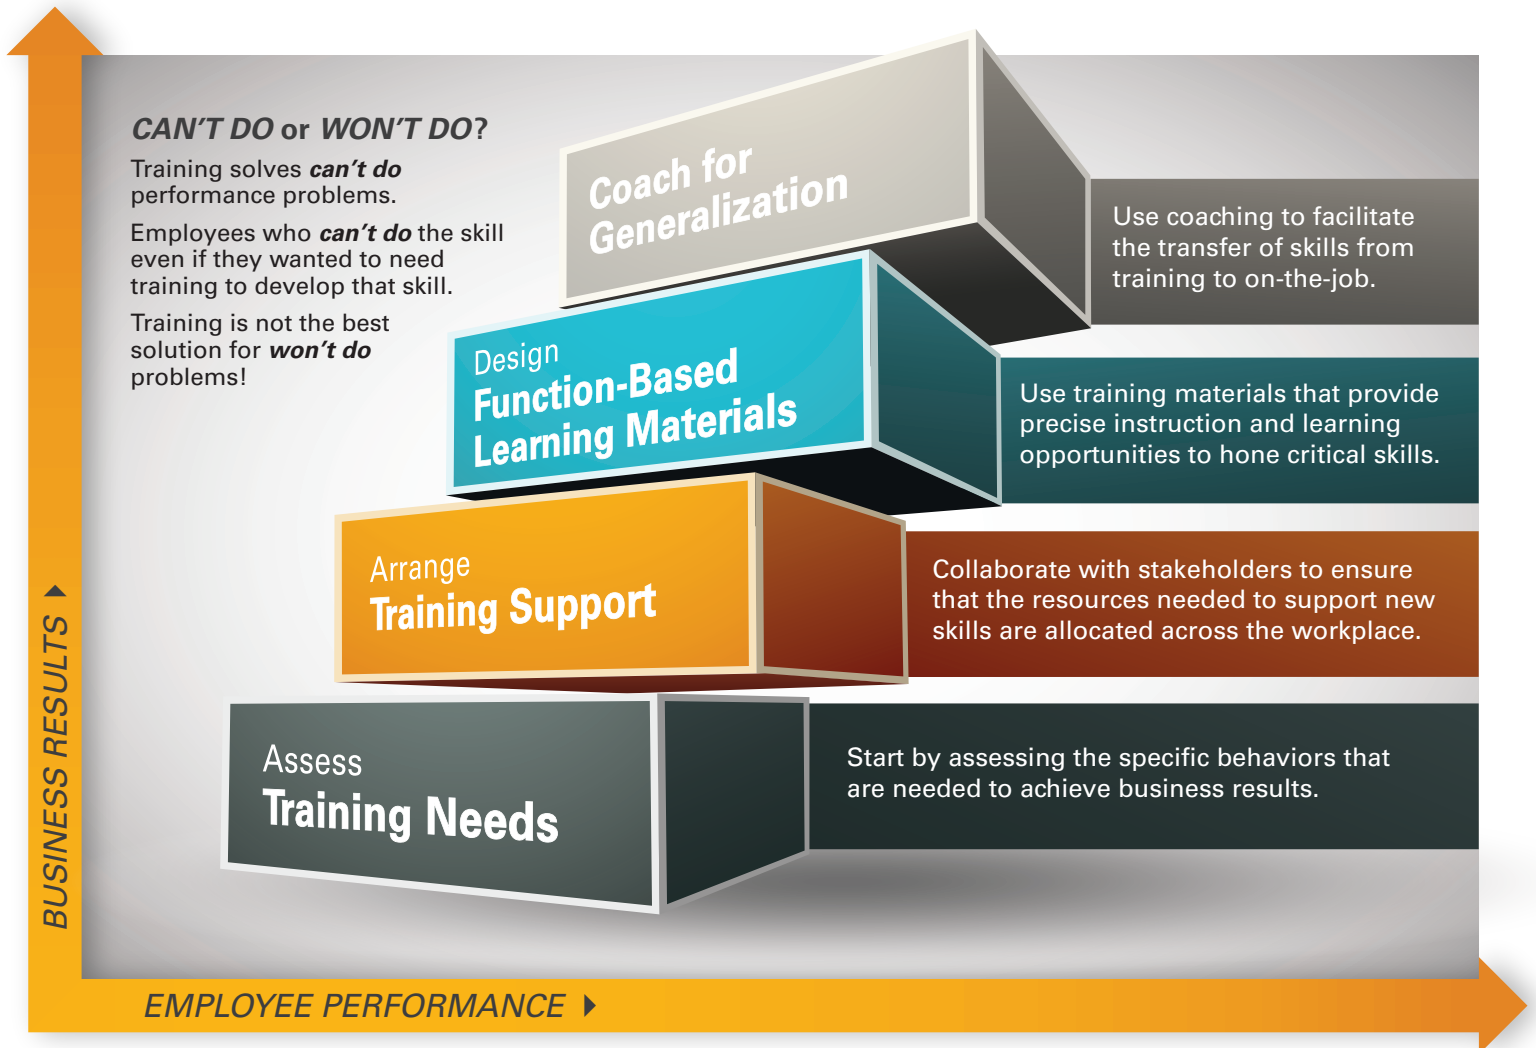 CAN'T DO or WON'T DO?
Training solves can't do
performance problems.
Employees who can't do the skill
even if they wanted to need
training to develop that skill.
Training is not the best
solution for won't do
problems!
Coach for
Generalization
Use coaching to facilitate
the transfer of skills from
training to on-the-job.
Design
Function-Based
Learning Materials
Use training materials that provide
precise instruction and learning
opportunities to hone critical skills.
Arrange
Training Support
Collaborate with stakeholders to ensure
that the resources needed to support new
skills are allocated across the workplace.
Assess
Training Needs
Start by assessing the specific behaviors that
are needed to achieve business results.
BUSINESS RESULTS
EMPLOYEE PERFORMANCE